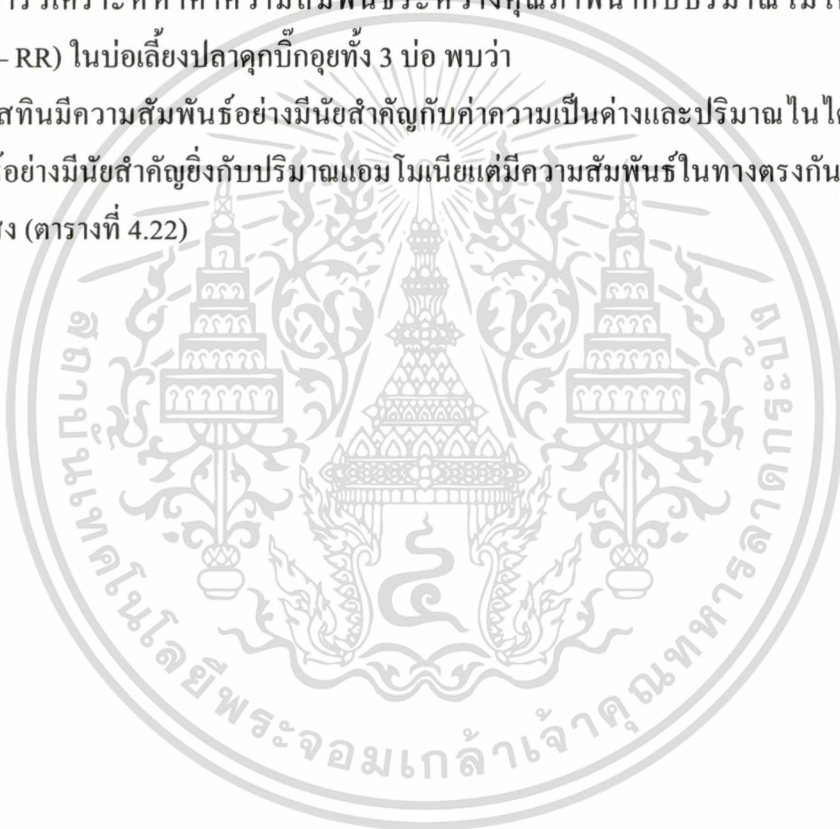 – RR) ในบ่อเลี้ยงปลาดุกบิ๊กอุยทั้ง 3 บ่อ พบว่า
สทินมีความสัมพันธ์อย่างมีนัยสำคัญกับค่าความเป็นด่างและปริมาณไนได
อย่างมีนัยสำคัญยิ่งกับปริมาณแอมโมเนียแต่มีความสัมพันธ์ในทางตรงกัน
(ตารางที่ 4.22)
สถาบันเทคโนโลยีพระจอมเกล้าเจ้าคุณทหารลาดกระบัง